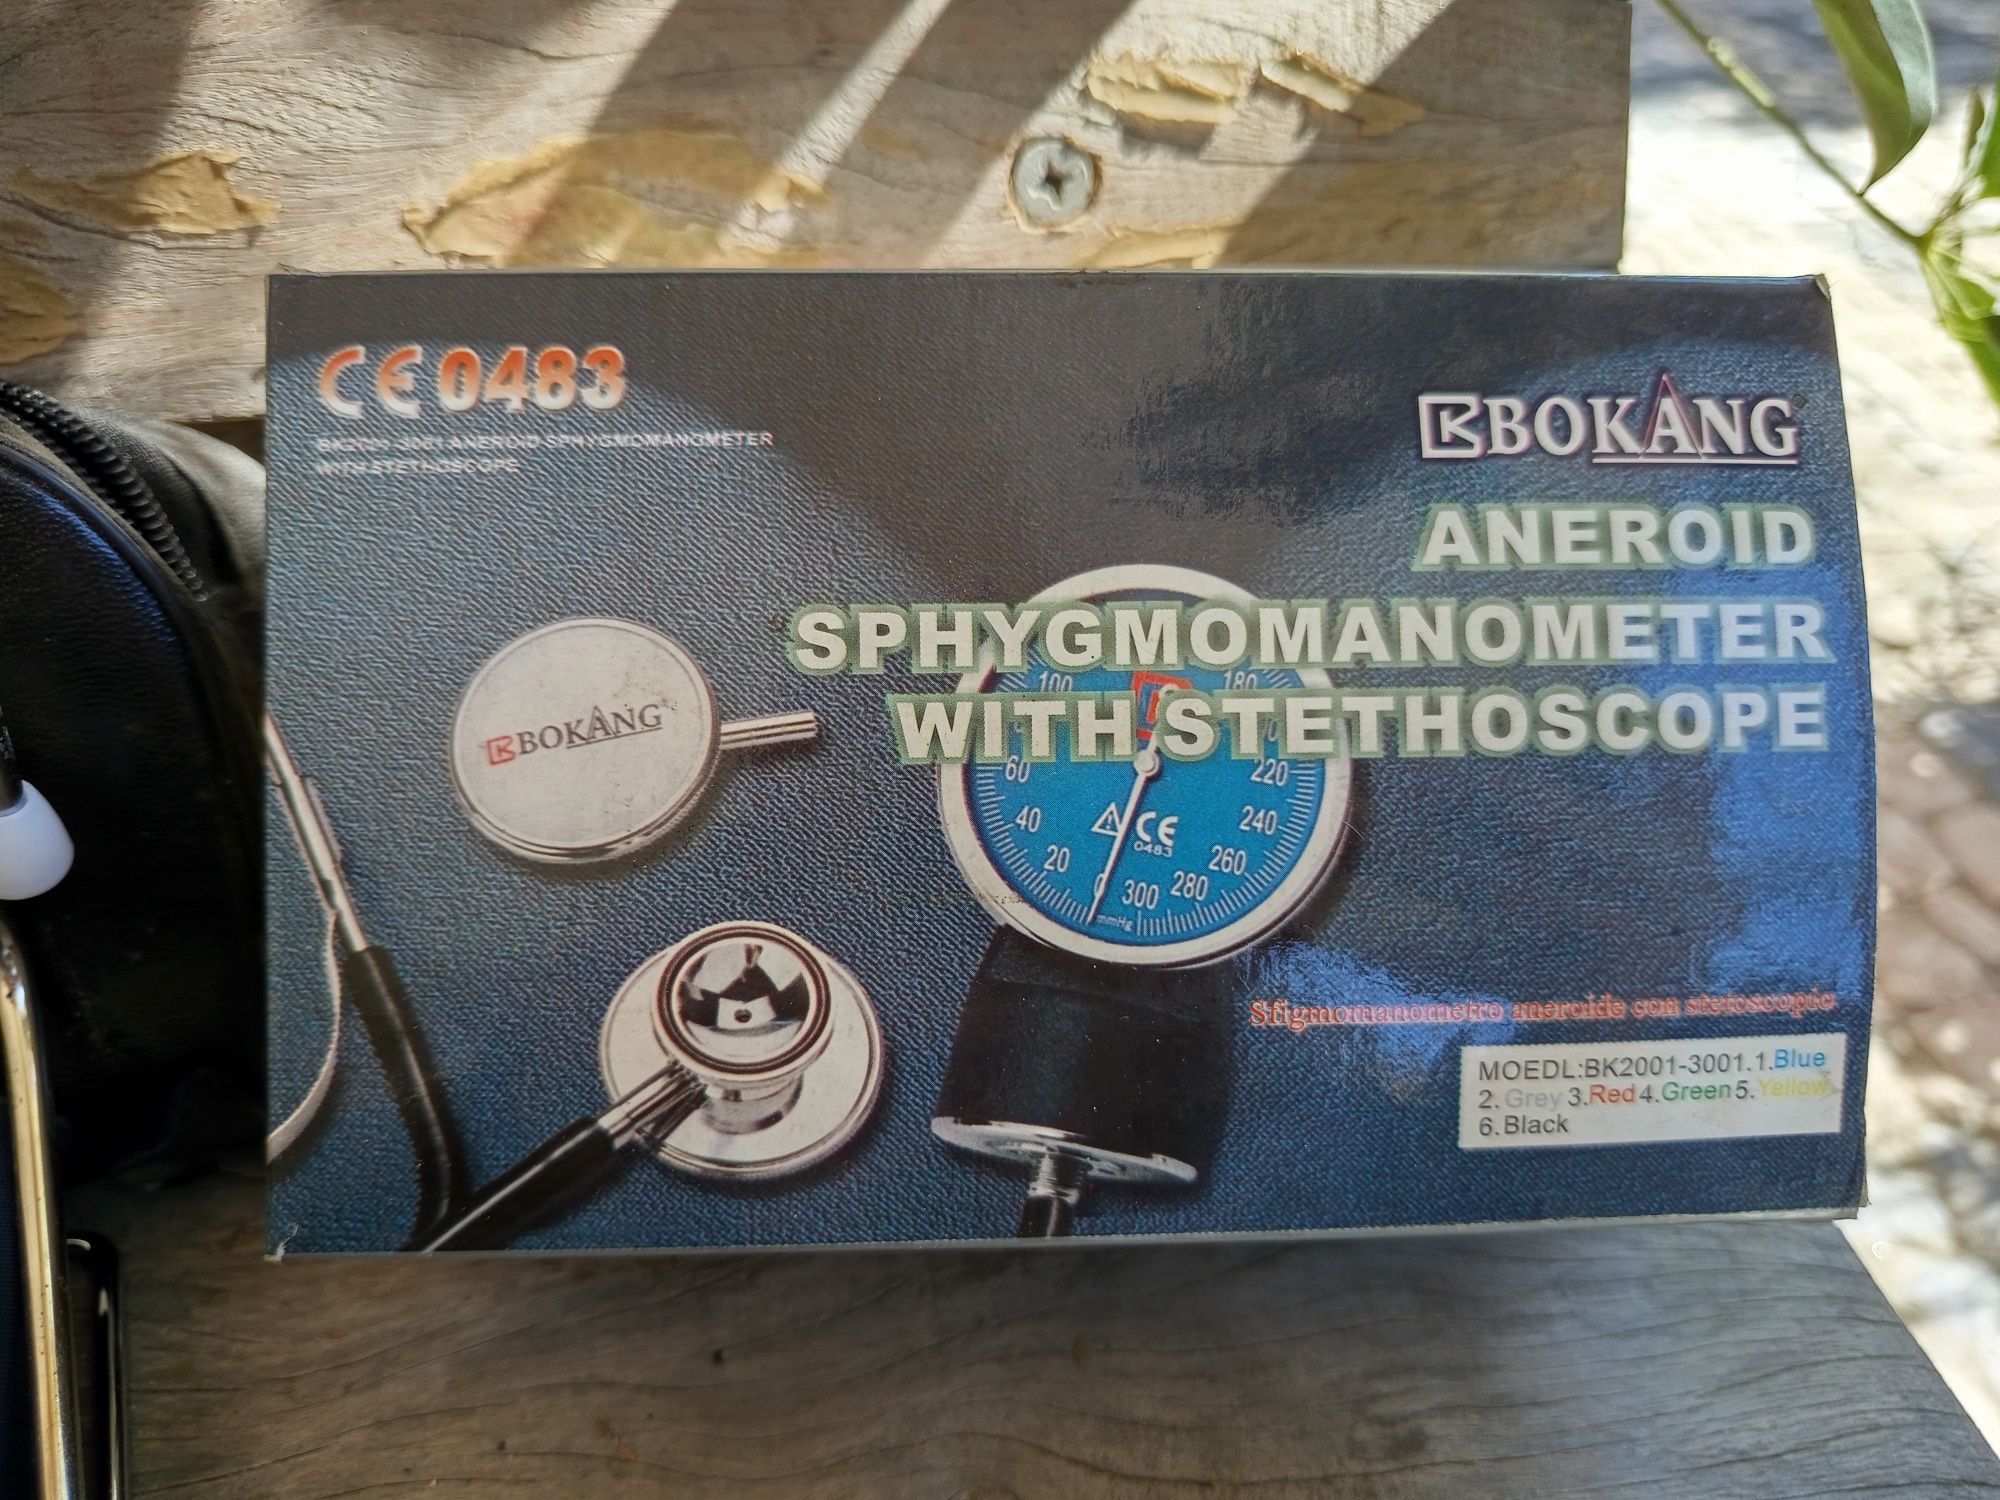 CE 0483
BK2001-3001 ANEROID SPHYGMOMANOMETER
WITH STETHOSCOPE
BOKANG
ANEROID
SPHYGMOMANOMETER
WITH STETHOSCOPE
BOKANG
100 180
60 220
40 CE 240
0483
20 260
0 300 280
mmHg
Sfigmomanometro aneroide con stetoscopio
MOEDL:BK2001-3001.1.Blue
2.Grey 3.Red 4.Green 5.Yellow
6.Black